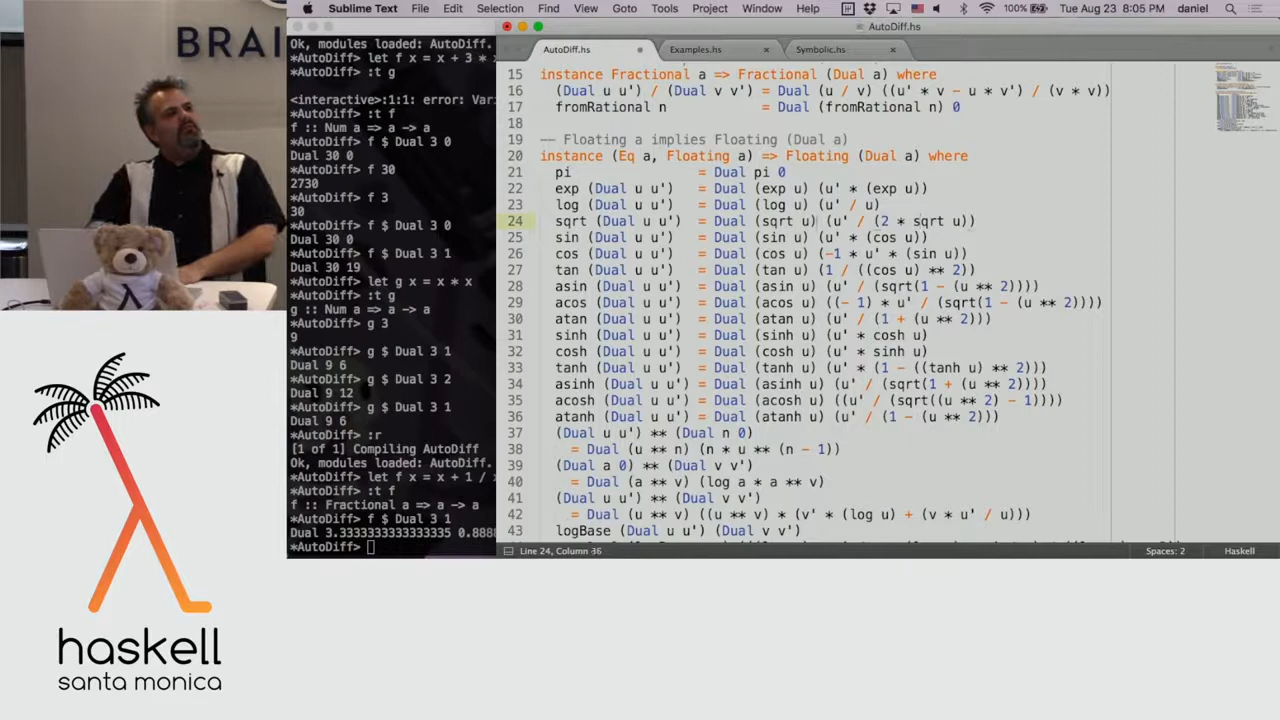 Sublime Text File Edit Selection Find View Goto Tools Project Window Help 100% Tue Aug 23 8:05 PM daniel
AutoDiff.hs
AutoDiff.hs Examples.hs Symbolic.hs
BRAI
Ok, modules loaded: AutoDiff.
*AutoDiff> let f x = x + 3 * x
*AutoDiff> :t g
<interactive>:1:1: error: Vari
*AutoDiff> :t f
f :: Num a => a -> a
*AutoDiff> f $ Dual 3 0
Dual 30 0
*AutoDiff> f 30
2730
*AutoDiff> f 3
30
*AutoDiff> f $ Dual 3 0
Dual 30 0
*AutoDiff> f $ Dual 3 1
Dual 30 19
*AutoDiff> let g x = x * x
*AutoDiff> :t g
g :: Num a => a -> a
*AutoDiff> g 3
9
*AutoDiff> g $ Dual 3 1
Dual 9 6
*AutoDiff> g $ Dual 3 2
Dual 9 12
*AutoDiff> g $ Dual 3 1
Dual 9 6
*AutoDiff> :r
[1 of 1] Compiling AutoDiff
Ok, modules loaded: AutoDiff.
*AutoDiff> let f x = x + 1 / x
*AutoDiff> :t f
f :: Fractional a => a -> a
*AutoDiff> f $ Dual 3 1
Dual 3.3333333333333335 0.8888
*AutoDiff>
15 instance Fractional a => Fractional (Dual a) where
16 (Dual u u') / (Dual v v') = Dual (u / v) ((u' * v - u * v') / (v * v))
17 fromRational n = Dual (fromRational n) 0
18
19 -- Floating a implies Floating (Dual a)
20 instance (Eq a, Floating a) => Floating (Dual a) where
21 pi = Dual pi 0
22 exp (Dual u u') = Dual (exp u) (u' * (exp u))
23 log (Dual u u') = Dual (log u) (u' / u)
24 sqrt (Dual u u') = Dual (sqrt u) (u' / (2 * sqrt u))
25 sin (Dual u u') = Dual (sin u) (u' * (cos u))
26 cos (Dual u u') = Dual (cos u) (-1 * u' * (sin u))
27 tan (Dual u u') = Dual (tan u) (1 / ((cos u) ** 2))
28 asin (Dual u u') = Dual (asin u) (u' / (sqrt(1 - (u ** 2))))
29 acos (Dual u u') = Dual (acos u) ((- 1) * u' / (sqrt(1 - (u ** 2))))
30 atan (Dual u u') = Dual (atan u) (u' / (1 + (u ** 2)))
31 sinh (Dual u u') = Dual (sinh u) (u' * cosh u)
32 cosh (Dual u u') = Dual (cosh u) (u' * sinh u)
33 tanh (Dual u u') = Dual (tanh u) (u' * (1 - ((tanh u) ** 2)))
34 asinh (Dual u u') = Dual (asinh u) (u' / (sqrt(1 + (u ** 2))))
35 acosh (Dual u u') = Dual (acosh u) ((u' / (sqrt((u ** 2) - 1))))
36 atanh (Dual u u') = Dual (atanh u) (u' / (1 - (u ** 2)))
37 (Dual u u') ** (Dual n 0)
38 = Dual (u ** n) (n * u ** (n - 1))
39 (Dual a 0) ** (Dual v v')
40 = Dual (a ** v) (log a * a ** v)
41 (Dual u u') ** (Dual v v')
42 = Dual (u ** v) ((u ** v) * (v' * (log u) + (v * u' / u)))
43 logBase (Dual u u') (Dual v v')
Line 24, Column 36 Spaces: 2 Haskell
haskell
santa monica